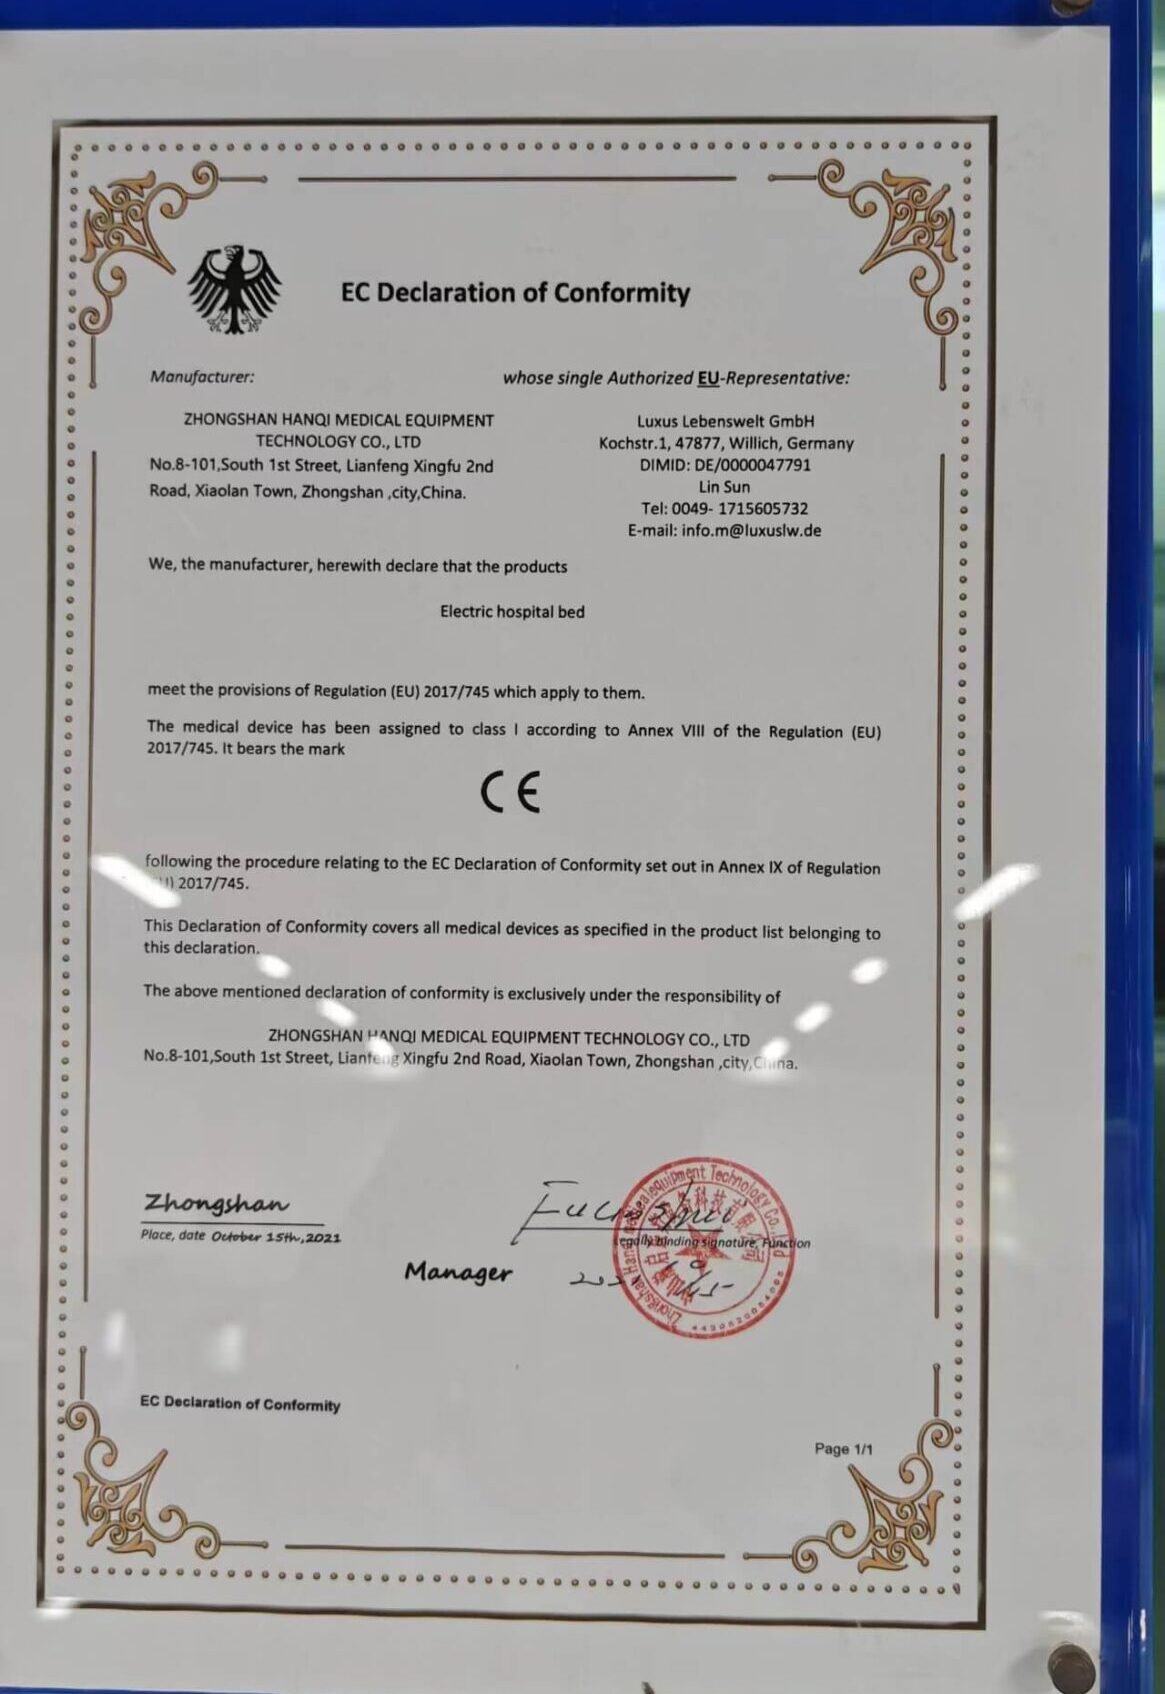 EC Declaration of Conformity
Manufacturer:
ZHONGSHAN HANQI MEDICAL EQUIPMENT
TECHNOLOGY CO., LTD
No.8-101,South 1st Street, Lianfeng Xingfu 2nd
Road, Xiaolan Town, Zhongshan ,city,China.
whose single Authorized EU-Representative:
Luxus Lebenswelt GmbH
Kochstr.1, 47877, Willich, Germany
DIMID: DE/0000047791
Lin Sun
Tel: 0049- 1715605732
E-mail: info.m@luxuslw.de
We, the manufacturer, herewith declare that the products
Electric hospital bed
meet the provisions of Regulation (EU) 2017/745 which apply to them.
The medical device has been assigned to class I according to Annex VIII of the Regulation (EU)
2017/745. It bears the mark
CE
following the procedure relating to the EC Declaration of Conformity set out in Annex IX of Regulation
2017/745.
This Declaration of Conformity covers all medical devices as specified in the product list belonging to
this declaration.
The above mentioned declaration of conformity is exclusively under the responsibility of
ZHONGSHAN HANQI MEDICAL EQUIPMENT TECHNOLOGY CO., LTD
No.8-101,South 1st Street, Lianfeng Xingfu 2nd Road, Xiaolan Town, Zhongshan ,city,China.
Zhongshan
Place, date October 15th,2021
legally binding signature, Function
Manager
EC Declaration of Conformity
Page 1/1